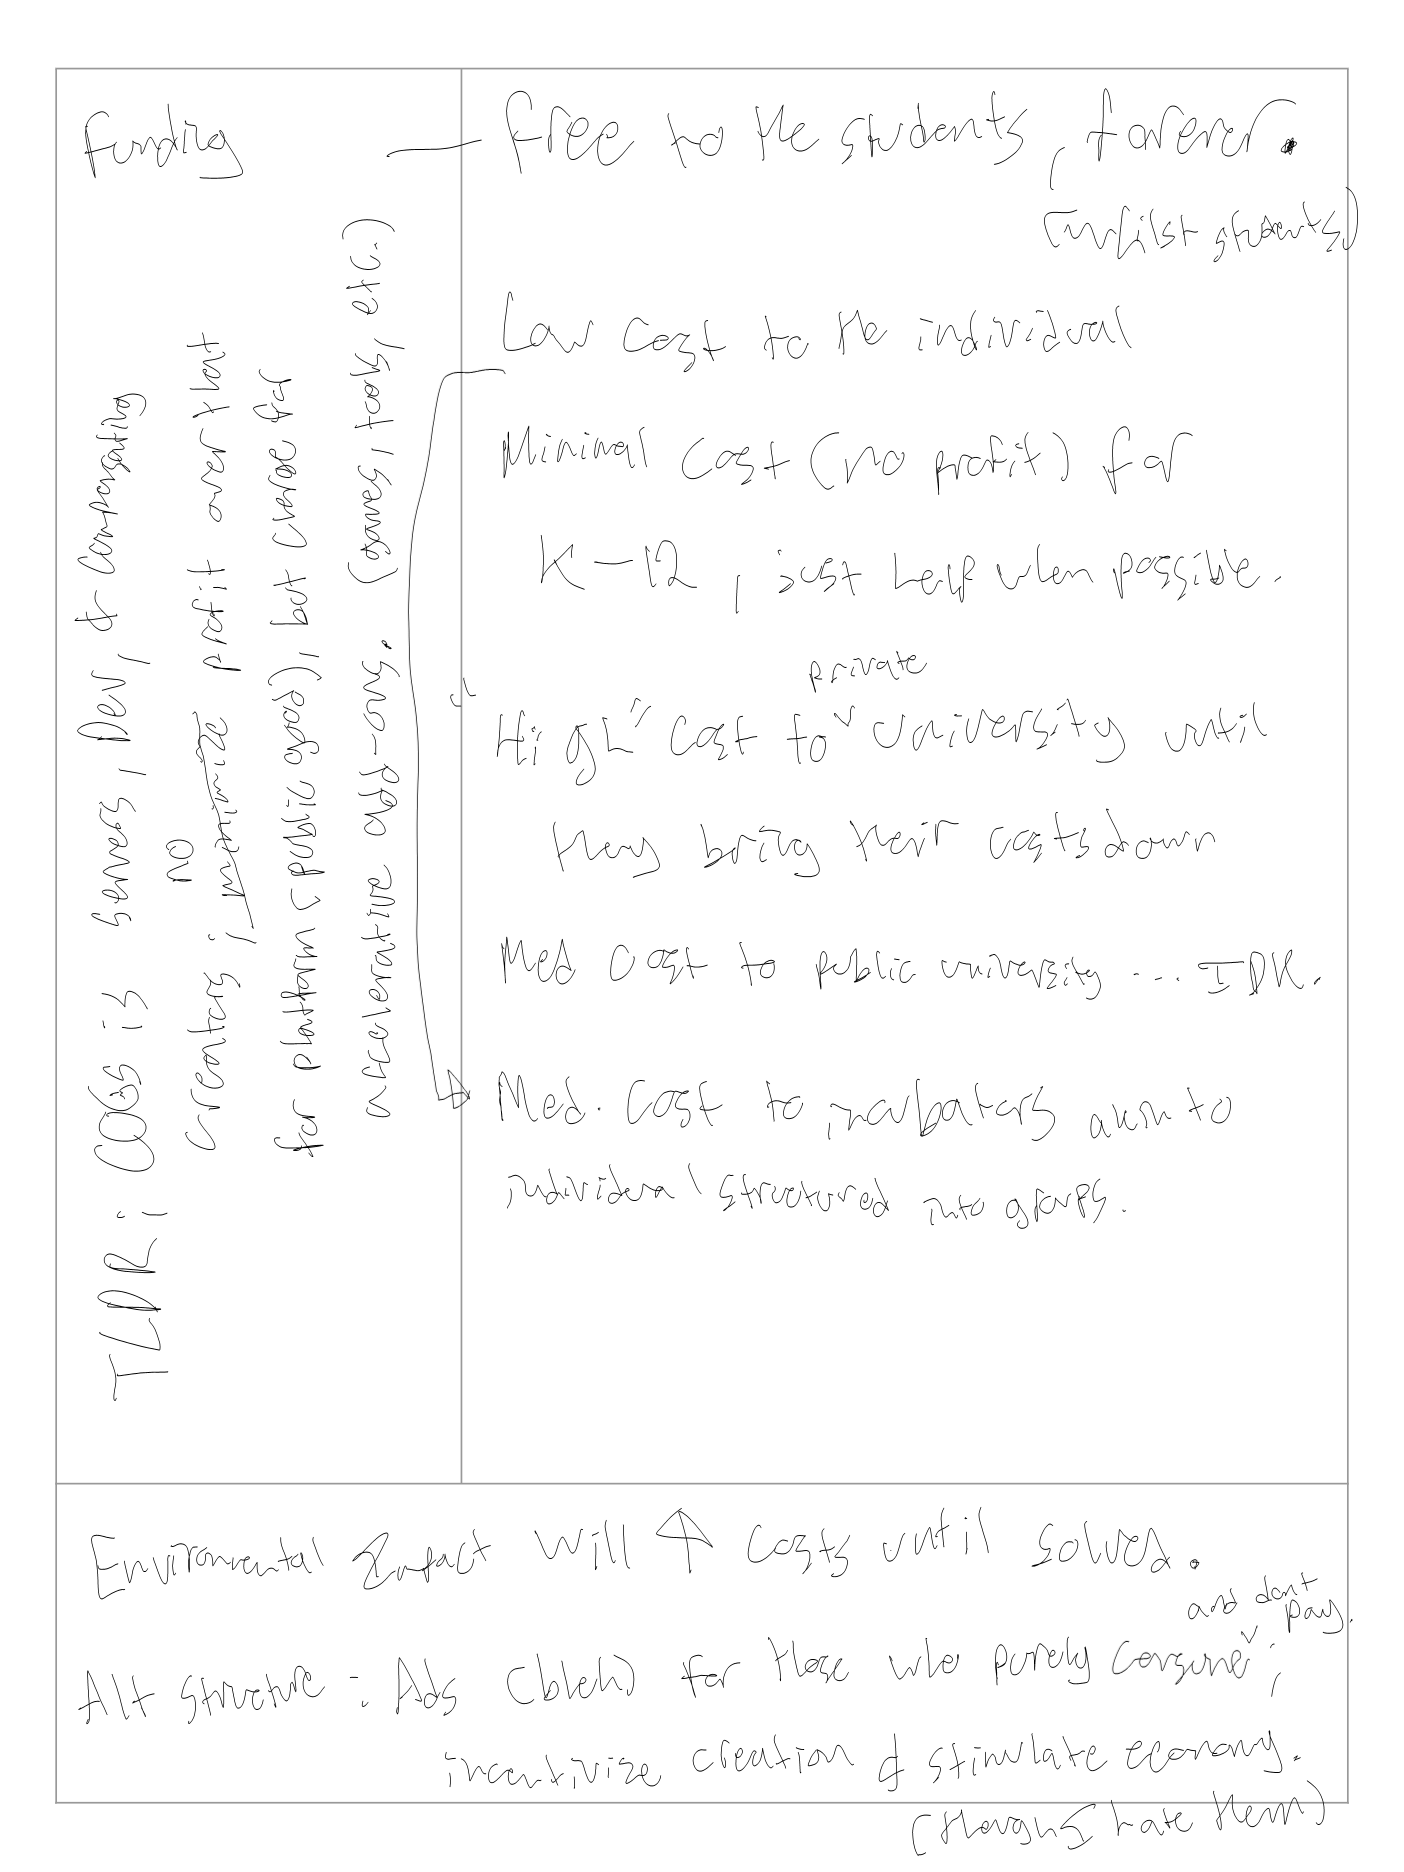 Funding
— Free to the students, forever.
(whilst students)
Low cost to the individual
Minimal cost (no profit) for
K-12, just help when possible.
private
"High" cost to ˅ university until
they bring their costs down
Med cost to public university ... IDK.
Med. cost to incubators akin to
individual structured into groups.
TLDR: COGS is servers, Dev, & compensating
no
creators; minimize profit over that
for platform (public good), but charge for
accelerative add-ons. (games, tools, etc.)
Environmental Impact will ↑ costs until solved.
and dont
pay.
Alt structure: Ads (bleh) for those who purely consume ˅;
incentivize creation & stimulate economy.
(though I hate them)